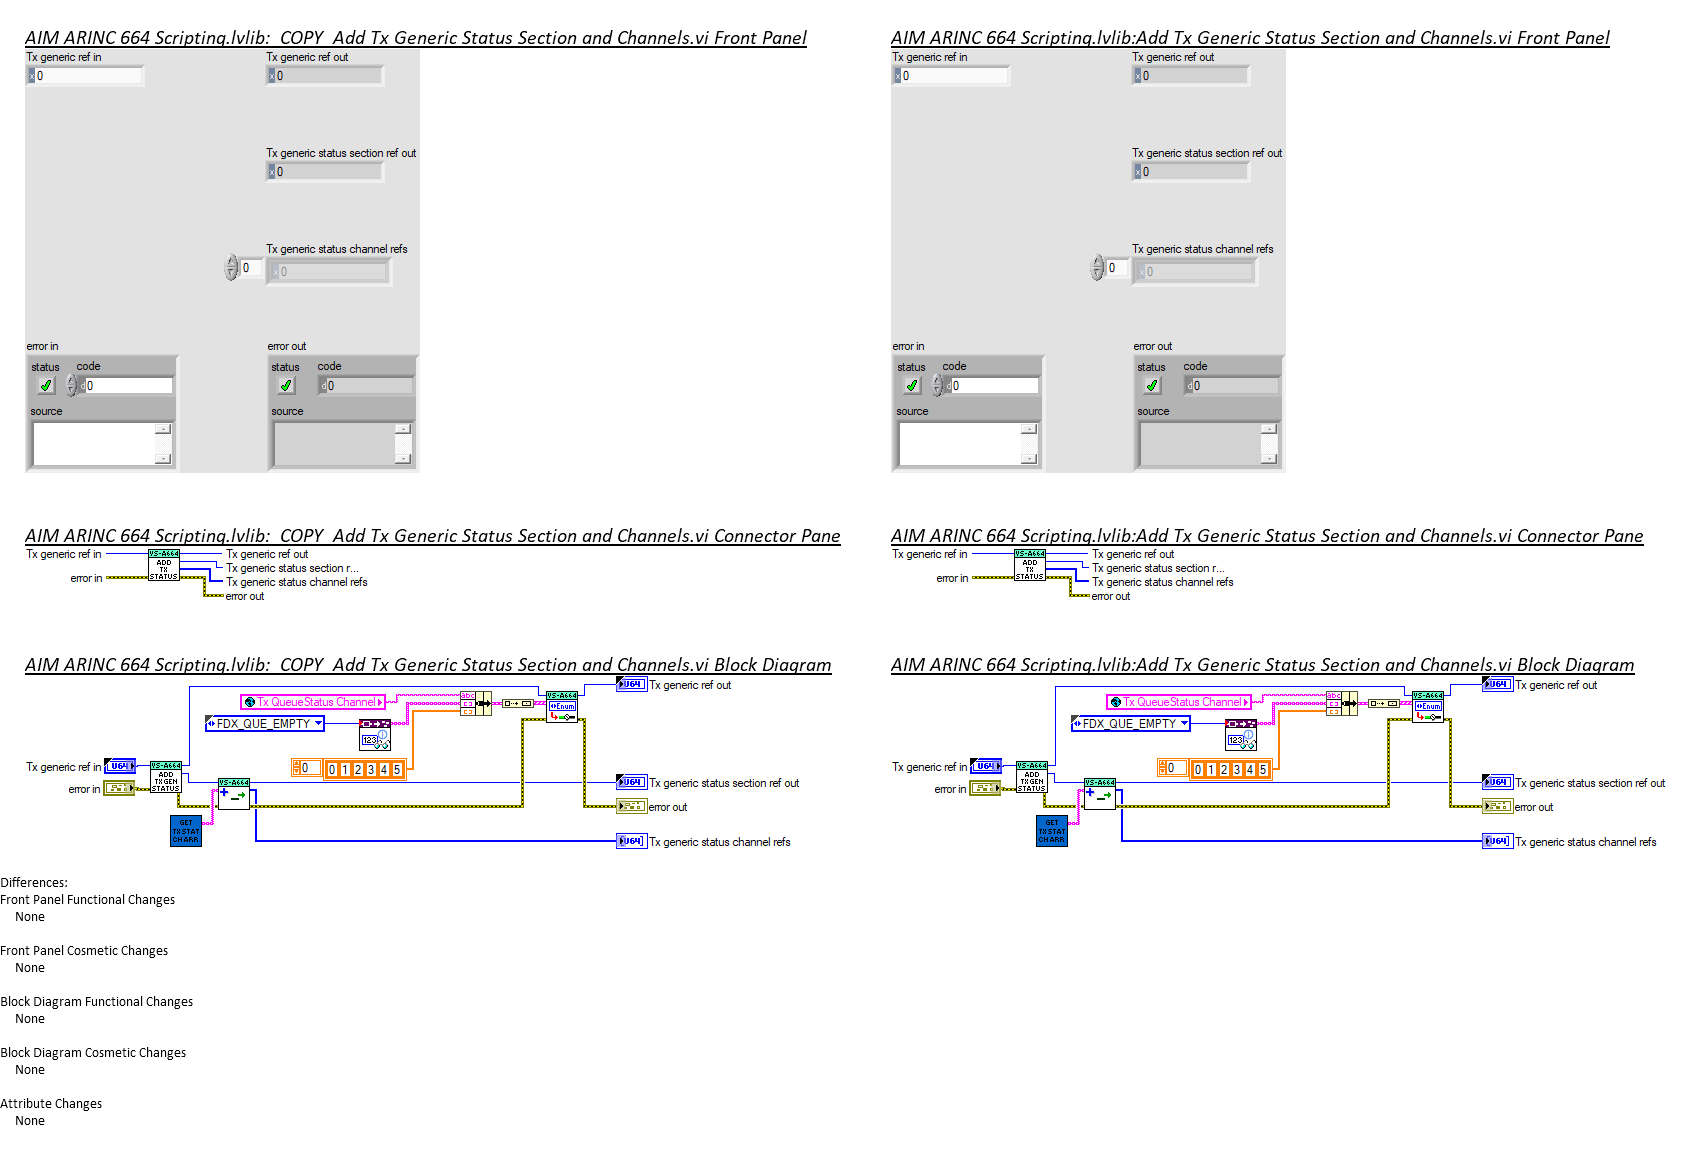 AIM ARINC 664 Scripting.lvlib:  COPY  Add Tx Generic Status Section and Channels.vi Front Panel
Tx generic ref in
Tx generic ref out
x 0
x 0
Tx generic status section ref out
x 0
Tx generic status channel refs
0
x 0
error in
error out
status
code
status
code
d 0
d 0
source
source
AIM ARINC 664 Scripting.lvlib:Add Tx Generic Status Section and Channels.vi Front Panel
Tx generic ref in
Tx generic ref out
x 0
x 0
Tx generic status section ref out
x 0
Tx generic status channel refs
0
x 0
error in
error out
status
code
status
code
d 0
d 0
source
source
AIM ARINC 664 Scripting.lvlib:  COPY  Add Tx Generic Status Section and Channels.vi Connector Pane
Tx generic ref in
VS-A664
ADD
TX
STATUS
Tx generic ref out
Tx generic status section r...
Tx generic status channel refs
error in
error out
AIM ARINC 664 Scripting.lvlib:Add Tx Generic Status Section and Channels.vi Connector Pane
Tx generic ref in
VS-A664
ADD
TX
STATUS
Tx generic ref out
Tx generic status section r...
Tx generic status channel refs
error in
error out
AIM ARINC 664 Scripting.lvlib:  COPY  Add Tx Generic Status Section and Channels.vi Block Diagram
U64
Tx generic ref out
Tx QueueStatus Channel
abc
VS-A664
Enum
FDX_QUE_EMPTY
123
Tx generic ref in
U64
VS-A664
ADD
TX GEN
STATUS
0
0 1 2 3 4 5
error in
VS-A664
U64
Tx generic status section ref out
error out
GET
TX STAT
CH ARR
U64
Tx generic status channel refs
AIM ARINC 664 Scripting.lvlib:Add Tx Generic Status Section and Channels.vi Block Diagram
U64
Tx generic ref out
Tx QueueStatus Channel
abc
VS-A664
Enum
FDX_QUE_EMPTY
123
Tx generic ref in
U64
VS-A664
ADD
TX GEN
STATUS
0
0 1 2 3 4 5
error in
VS-A664
U64
Tx generic status section ref out
error out
GET
TX STAT
CH ARR
U64
Tx generic status channel refs
Differences:
Front Panel Functional Changes
None
Front Panel Cosmetic Changes
None
Block Diagram Functional Changes
None
Block Diagram Cosmetic Changes
None
Attribute Changes
None